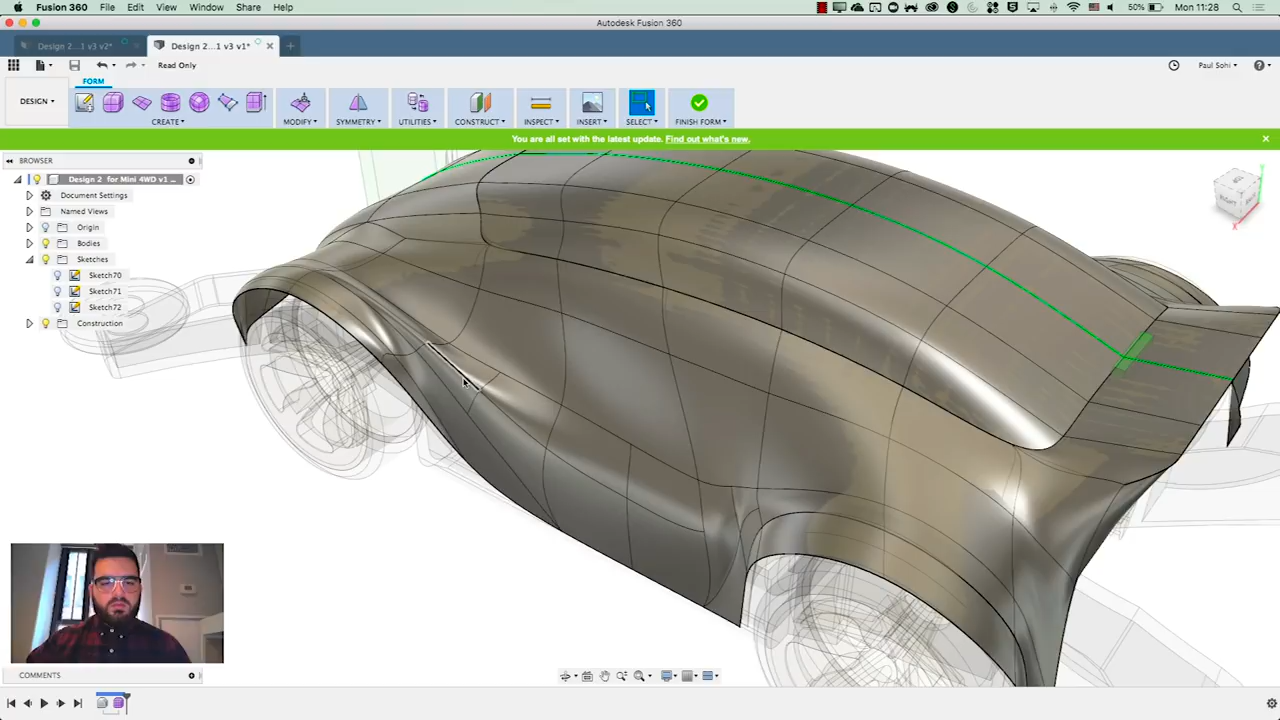 Fusion 360 File Edit View Window Share Help
50% Mon 11:28
Autodesk Fusion 360
Design 2...1 v3 v2*
Design 2...1 v3 v1*
Read Only
Paul Sohi
FORM
DESIGN
CREATE
MODIFY
SYMMETRY
UTILITIES
CONSTRUCT
INSPECT
INSERT
SELECT
FINISH FORM
You are all set with the latest update. Find out what's new.
BROWSER
Design 2 for Mini 4WD v1 ...
Document Settings
Named Views
Origin
Bodies
Sketches
Sketch70
Sketch71
Sketch72
Construction
RIGHT
COMMENTS